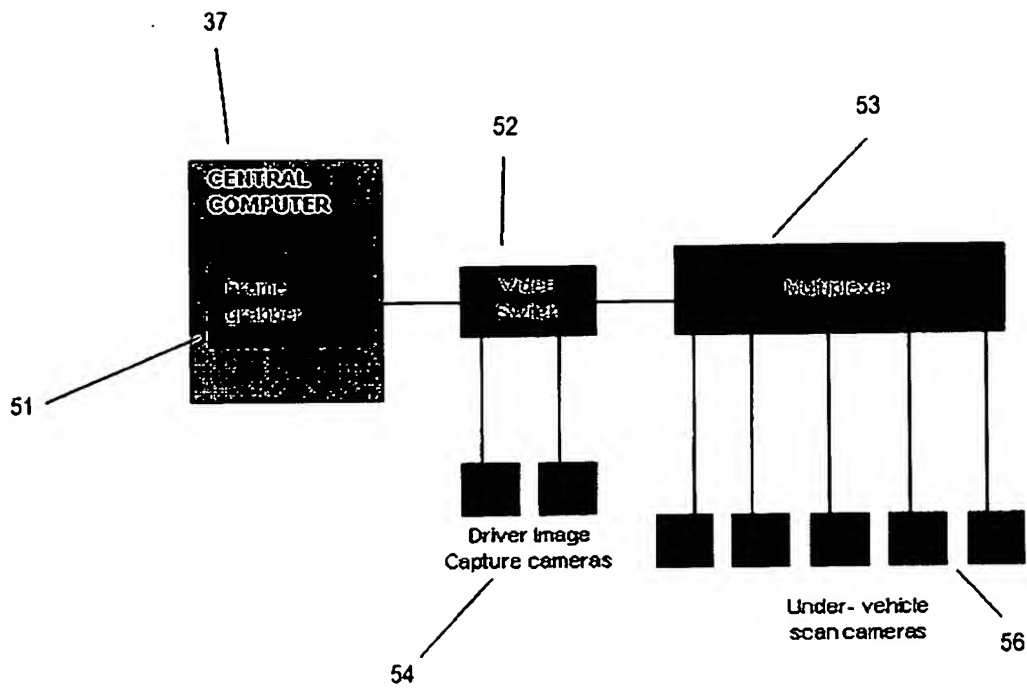 37
52
53
CENTRAL
COMPUTER
Frame
grabber
Video
Switch
Multiplexer
51
Driver Image
Capture cameras
Under- vehicle
scan cameras
54
56